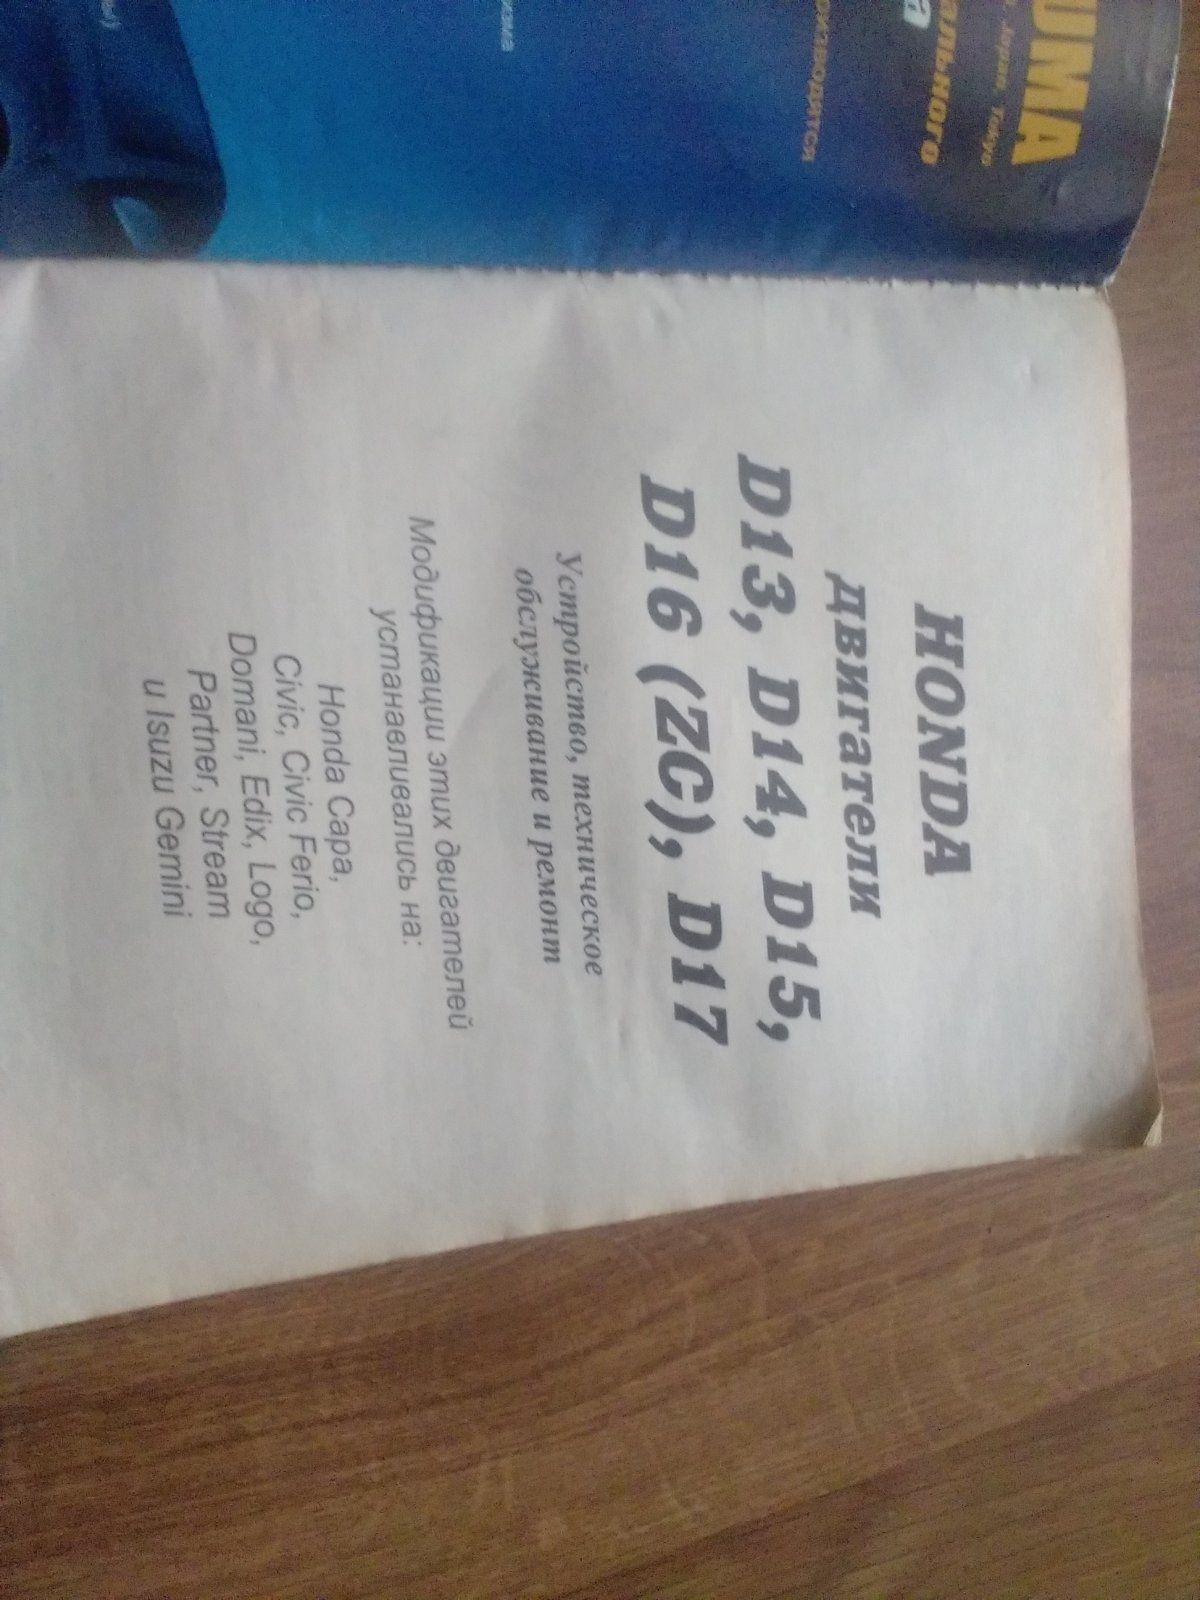 HONDA
двигатели
D13, D14, D15,
D16 (ZC), D17
Устройство, техническое
обслуживание и ремонт
Модификации этих двигателей
устанавливались на:
Honda Capa,
Civic, Civic Ferio,
Domani, Edix, Logo,
Partner, Stream
и Isuzu Gemini